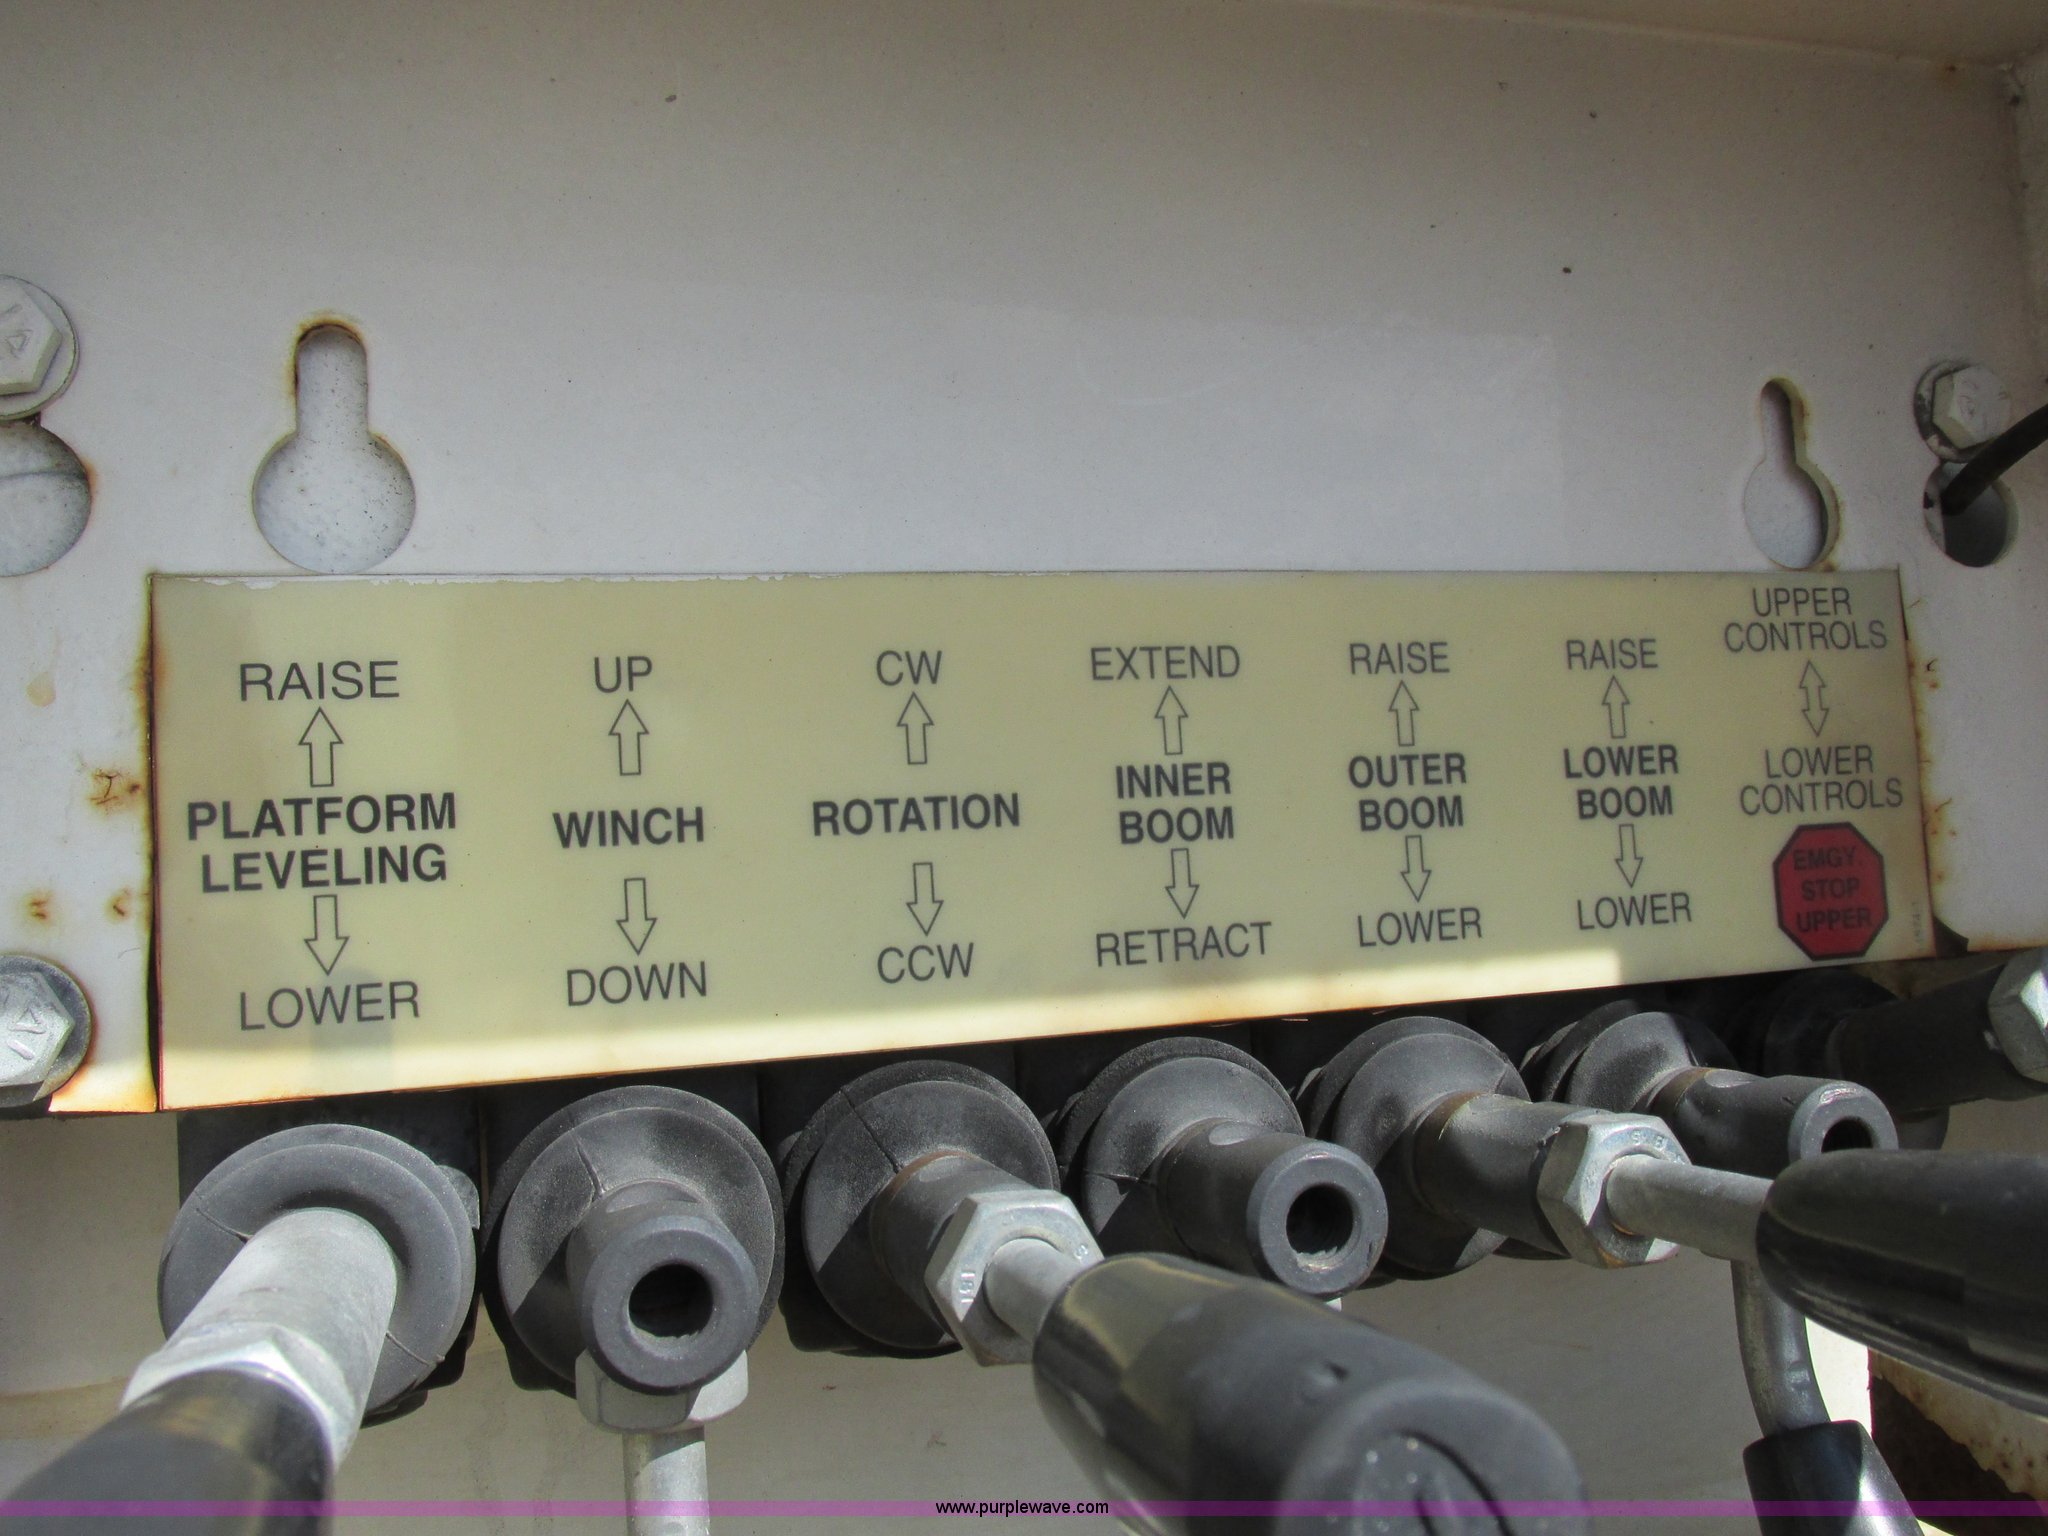 RAISE
PLATFORM
LEVELING
LOWER
UP
WINCH
DOWN
CW
ROTATION
CCW
EXTEND
INNER
BOOM
RETRACT
RAISE
OUTER
BOOM
LOWER
RAISE
LOWER
BOOM
LOWER
UPPER
CONTROLS
LOWER
CONTROLS
EMGY.
STOP
UPPER
www.purplewave.com